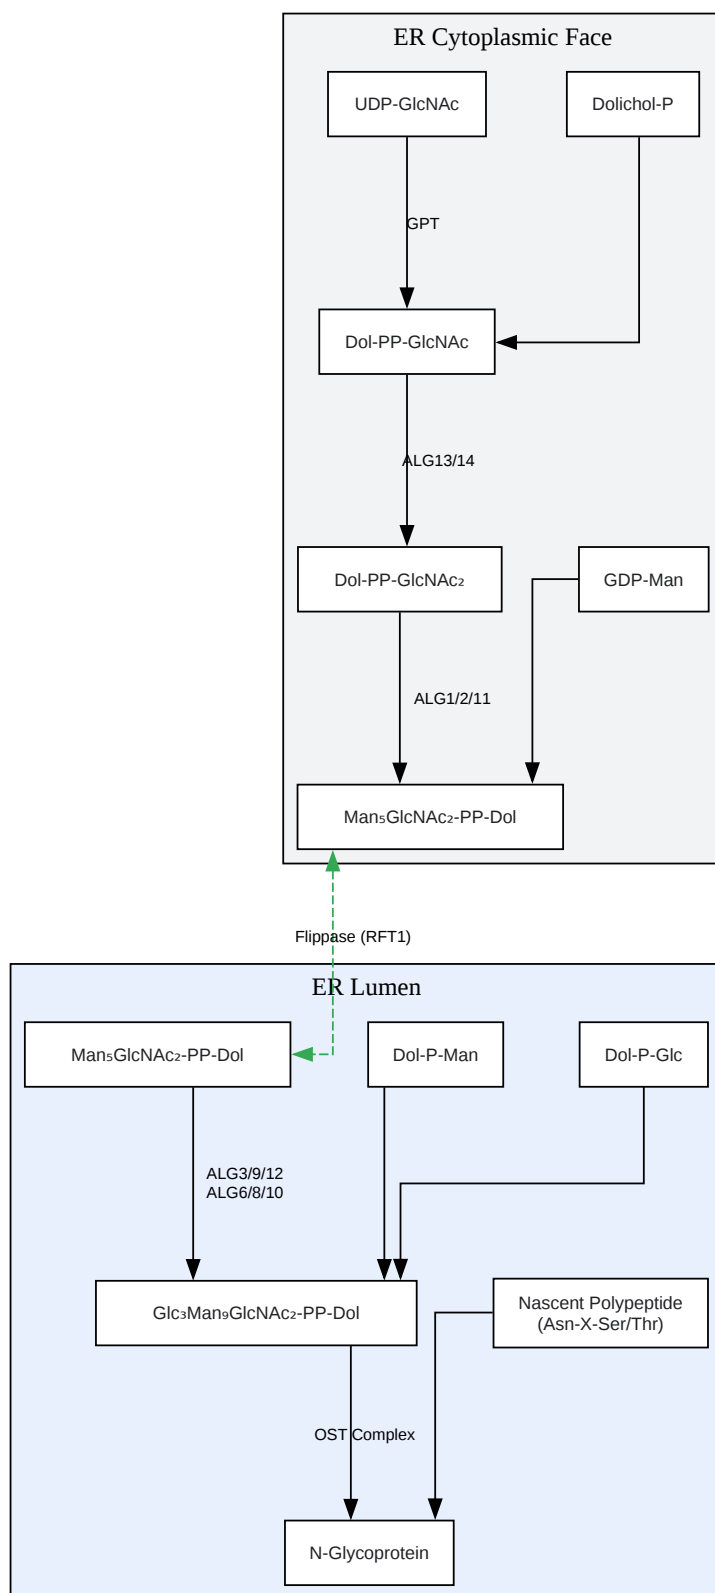 ER Cytoplasmic Face
UDP-GlcNAc
Dolichol-P
GPT
Dol-PP-GlcNAc
ALG13/14
Dol-PP-GlcNAc₂
GDP-Man
ALG1/2/11
Man₅GlcNAc₂-PP-Dol
Flippase (RFT1)
ER Lumen
Man₅GlcNAc₂-PP-Dol
Dol-P-Man
Dol-P-Glc
ALG3/9/12
ALG6/8/10
Glc₃Man₉GlcNAc₂-PP-Dol
Nascent Polypeptide
(Asn-X-Ser/Thr)
OST Complex
N-Glycoprotein